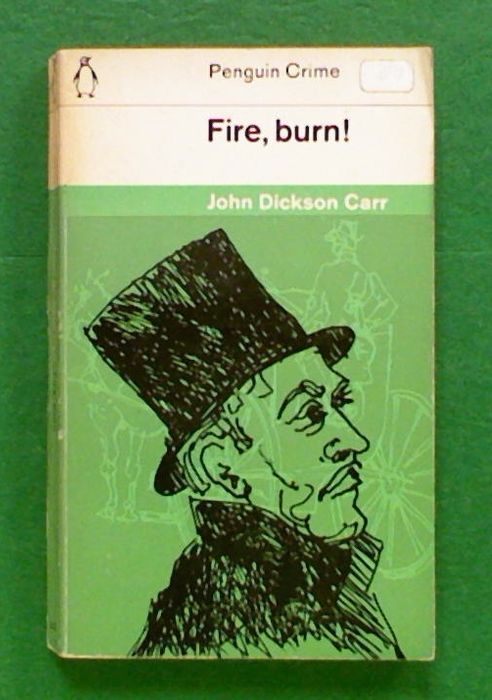 Penguin Crime
Fire, burn!
John Dickson Carr